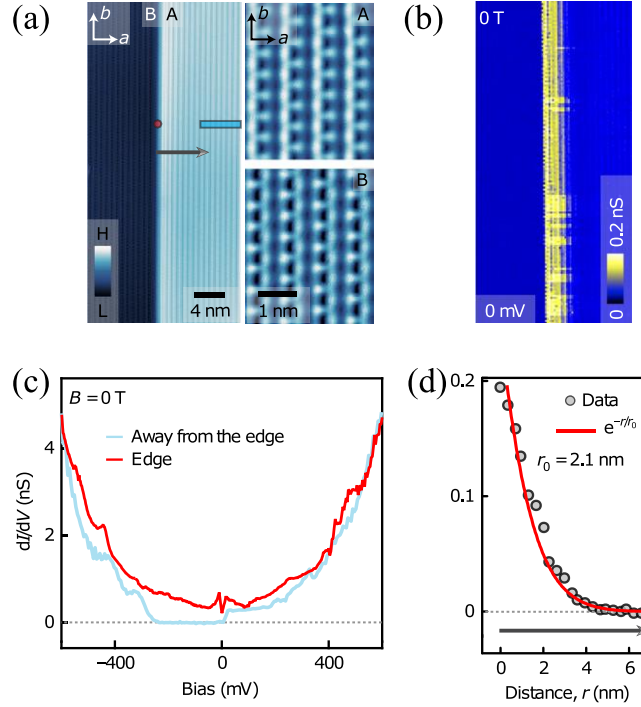 (a)
b
a
B A
H
L
4 nm
b
a
A
B
1 nm
(b)
0 T
0 mV
0 0.2 nS
(c)
B = 0 T
Away from the edge
Edge
dI/dV (nS)
4
2
0
−400 0 400
Bias (mV)
(d)
0.2
0.1
0
Data
e−r/r0
r0 = 2.1 nm
0 2 4 6
Distance, r (nm)